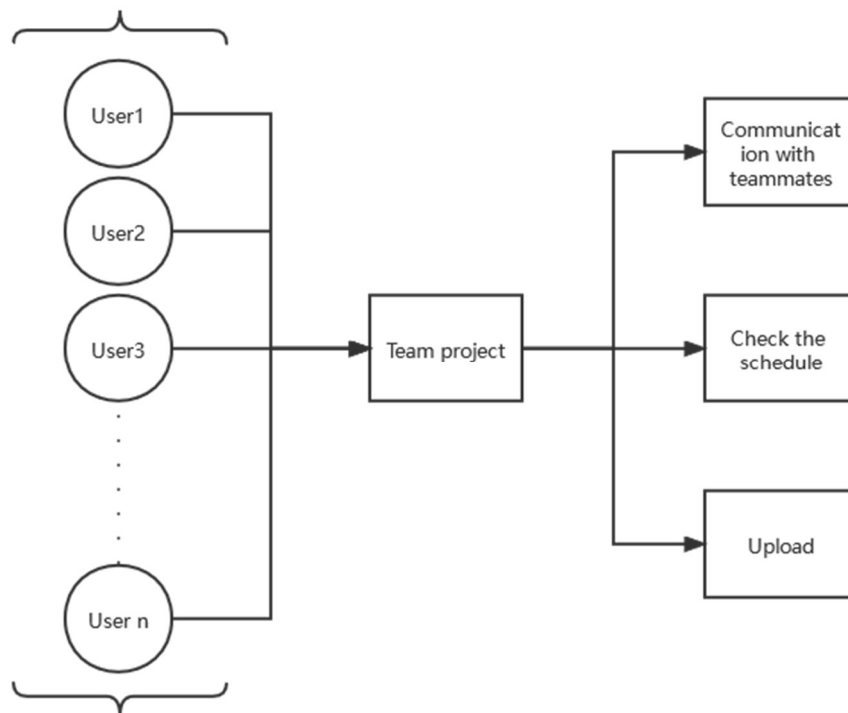 User1
User2
User3
User n
Team project
Communicat
ion with
teammates
Check the
schedule
Upload